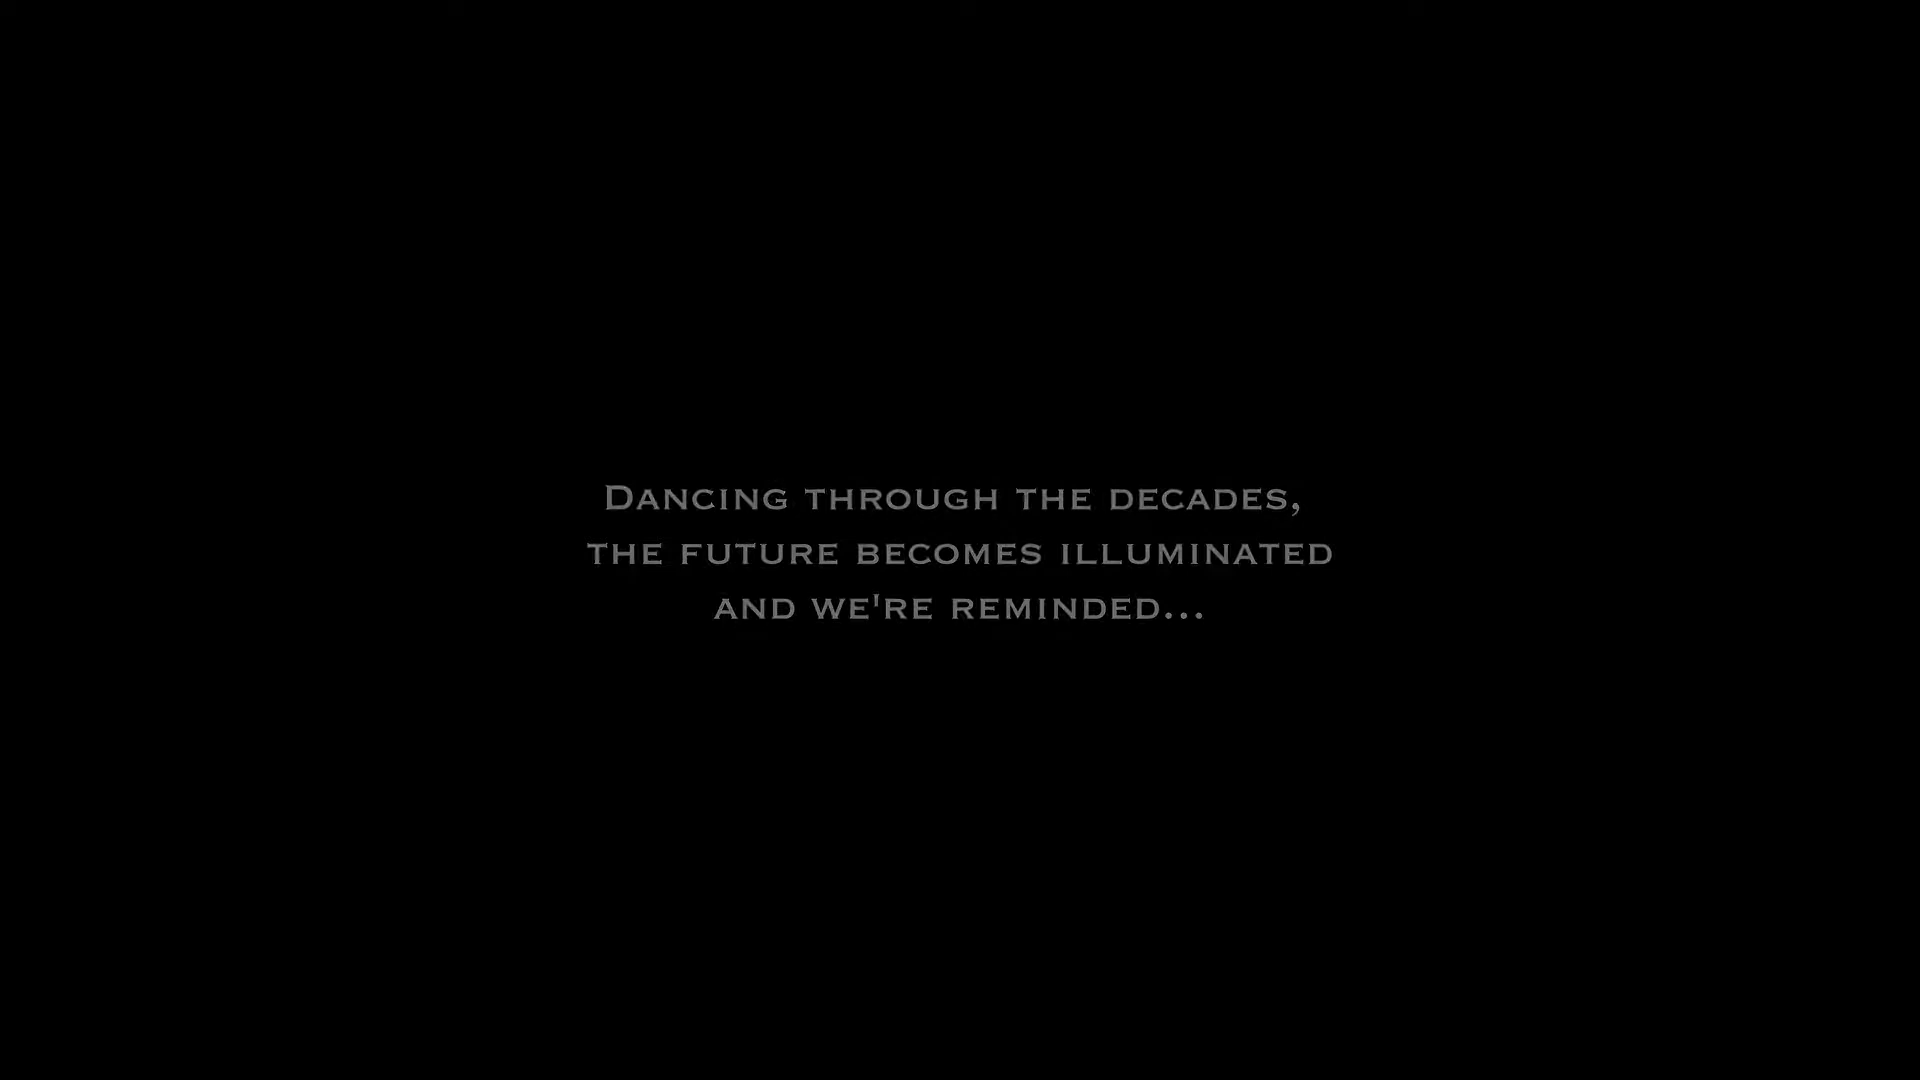 Dancing through the decades,
the future becomes illuminated
and we're reminded...